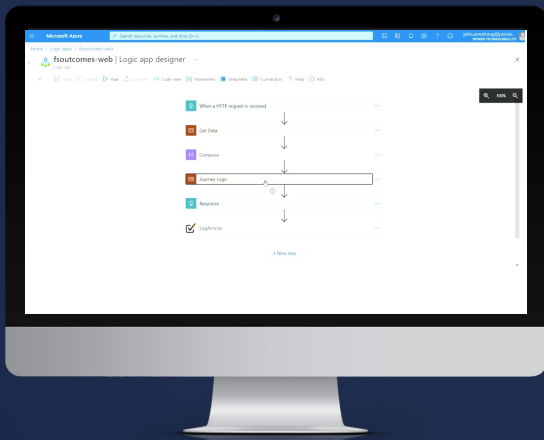 Microsoft Azure
Search resources, services, and docs (G+/)
Home > Logic apps > fsoutcomes-web
fsoutcomes-web | Logic app designer
Logic app
Save Discard Run Designer Code view Parameters Templates Connectors Help Info
100%
When a HTTP request is received
Get Data
Compose
Journey Logic
Response
LogActions
+ New step